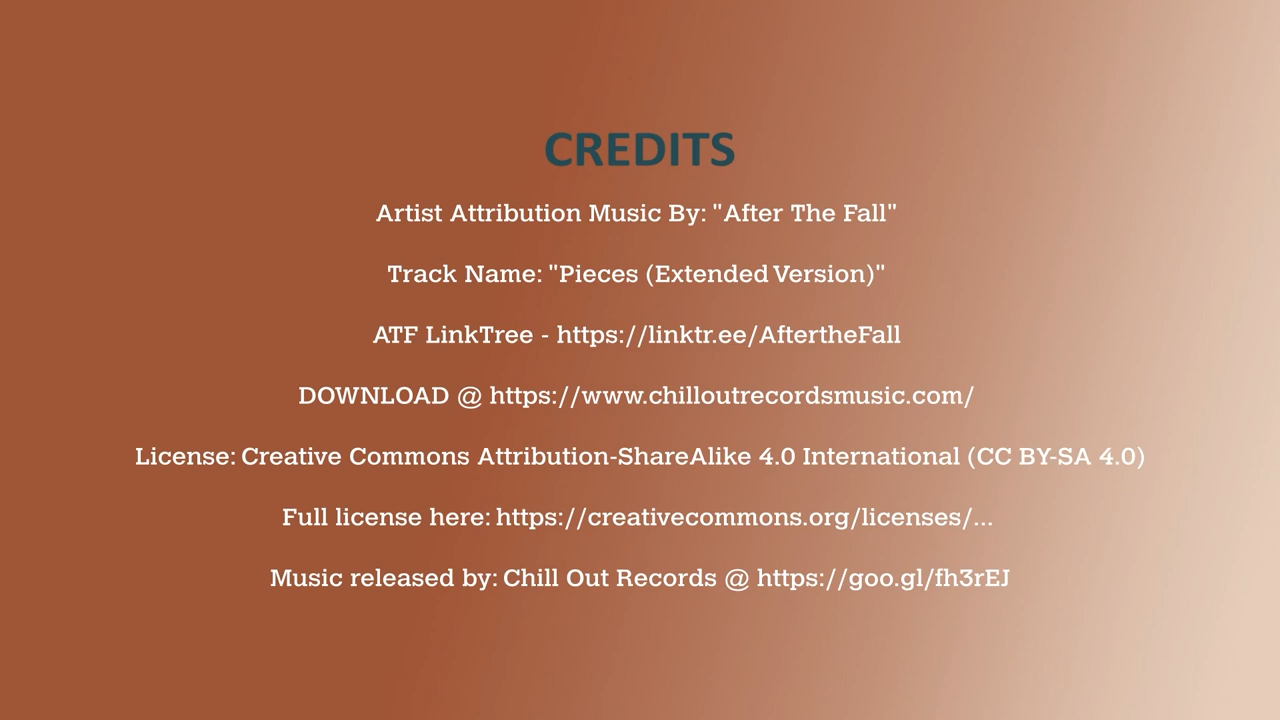 CREDITS
Artist Attribution Music By: "After The Fall"
Track Name: "Pieces (Extended Version)"
ATF LinkTree - https://linktr.ee/AftertheFall
DOWNLOAD @ https://www.chilloutrecordsmusic.com/
License: Creative Commons Attribution-ShareAlike 4.0 International (CC BY-SA 4.0)
Full license here: https://creativecommons.org/licenses/...
Music released by: Chill Out Records @ https://goo.gl/fh3rEJ